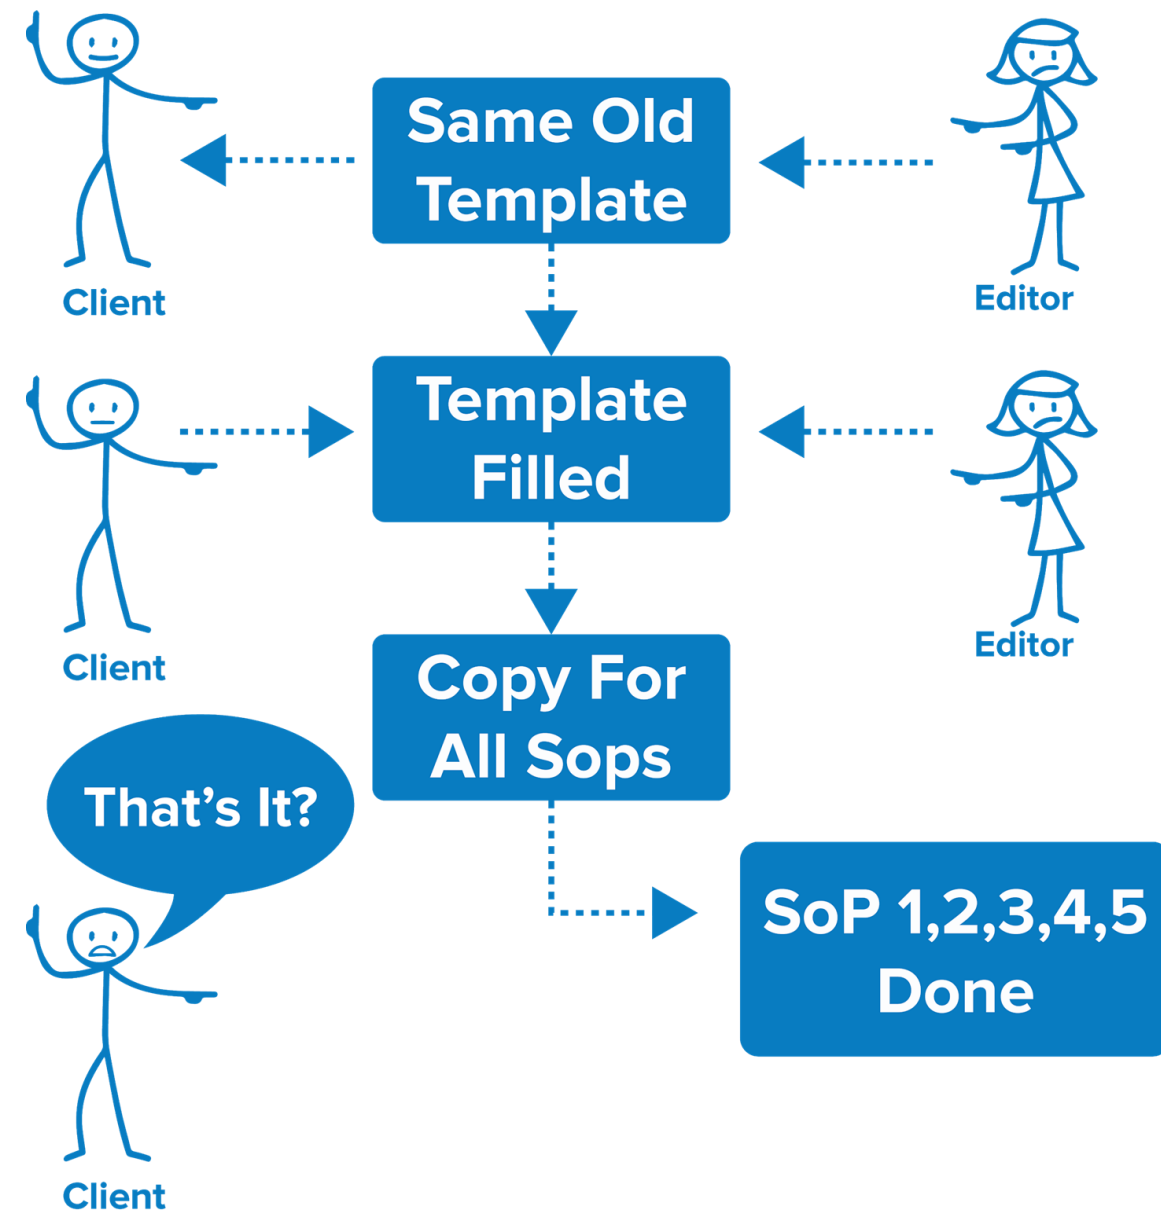 Same Old
Template
Client
Editor
Template
Filled
Client
Editor
Copy For
All Sops
That's It?
SoP 1,2,3,4,5
Done
Client